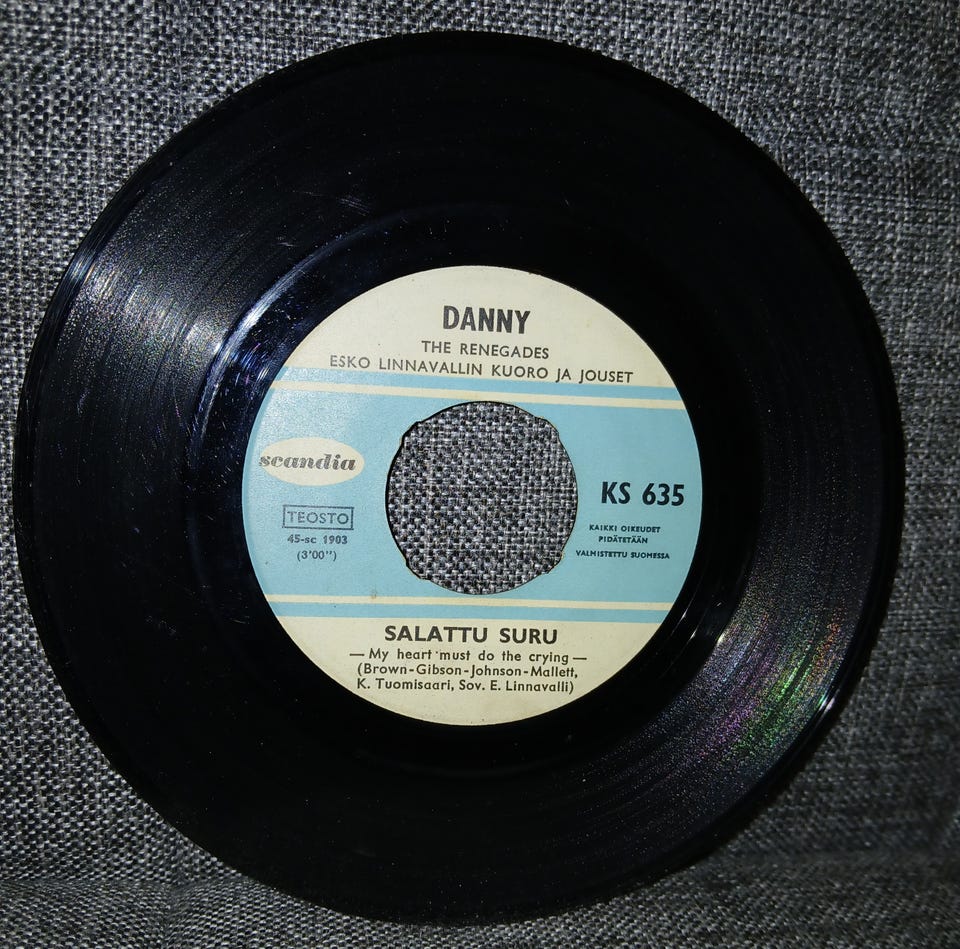 DANNY
THE RENEGADES
ESKO LINNAVALLIN KUORO JA JOUSET
scandia
TEOSTO
45-sc 1903
(3'00")
KS 635
KAIKKI OIKEUDET
PIDÄTETÄÄN
VALMISTETTU SUOMESSA
SALATTU SURU
— My heart must do the crying —
(Brown-Gibson-Johnson-Mallett,
K. Tuomisaari, Sov. E. Linnavalli)